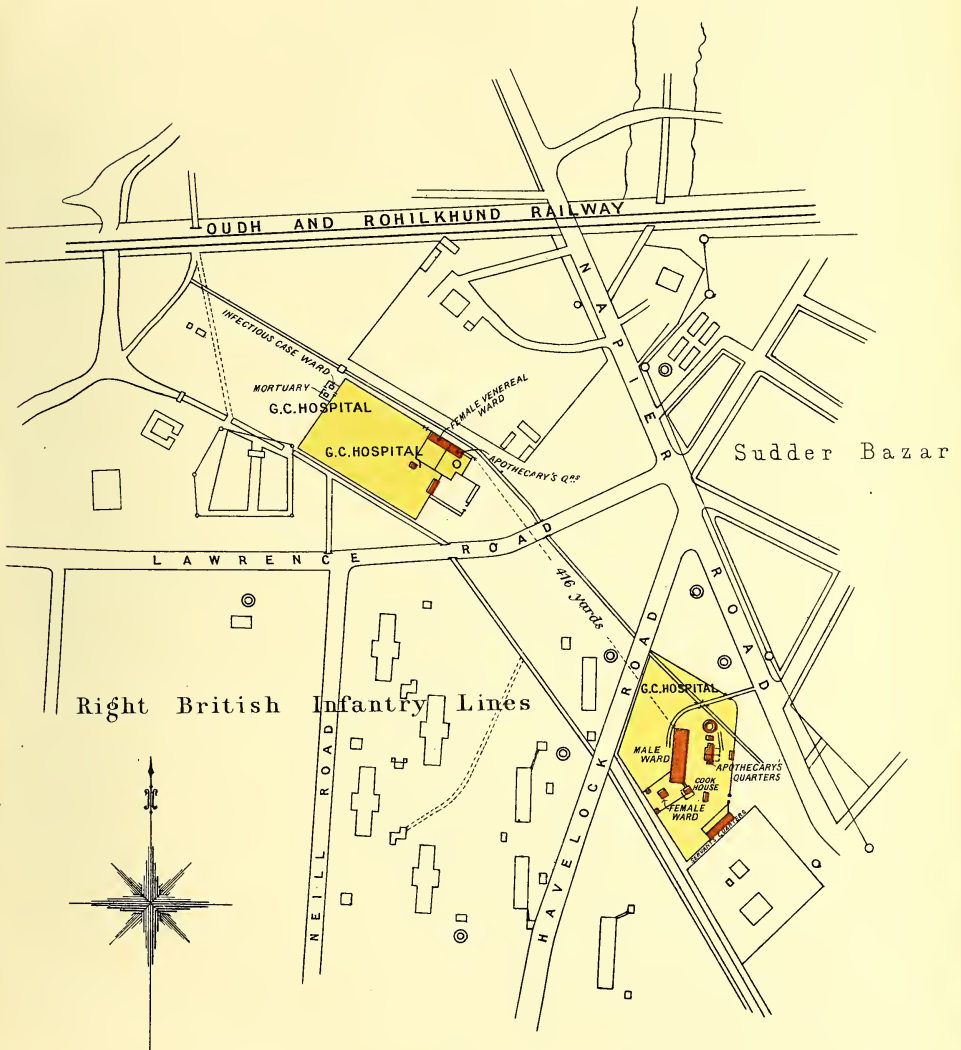 OUDH AND ROHILKHUND RAILWAY
NAPIER ROAD
INFECTIOUS CASE WARD
MORTUARY
G.C. HOSPITAL
FEMALE VENEREAL
WARD
G.C. HOSPITAL
APOTHECARY'S QRS
Sudder Bazar
LAWRENCE ROAD
416 yards
Right British Infantry Lines
NEILL ROAD
HAVELOCK ROAD
G.C. HOSPITAL
MALE
WARD
APOTHECARY'S
QUARTERS
COOK
HOUSE
FEMALE
WARD
SERVANTS QUARTERS